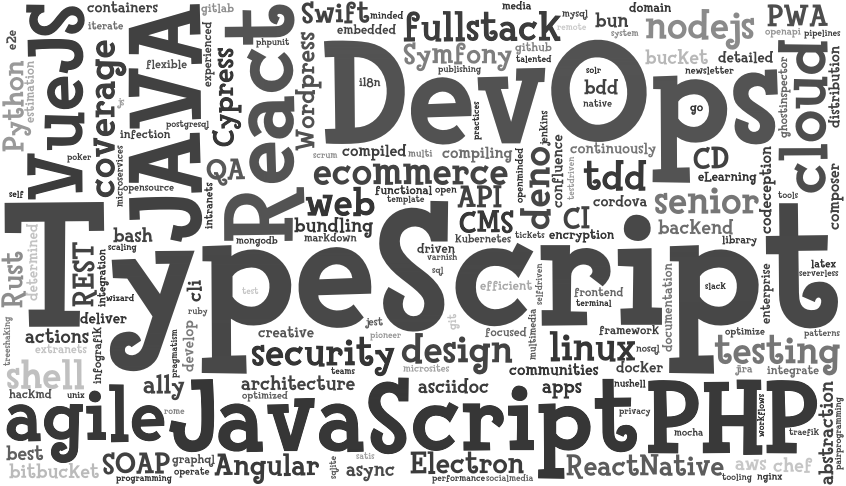 containers
iterate
gitlab
Swift
minded
embedded
media
mysql
bun
domain
system
PWA
openapi
pipelines
e2e
VueJS
JAVA
flexible
experienced
Cypress
phpunit
React
Wordpress
fullstack
remote
nodejs
Symfony
github
talented
publishing
bucket
detailed
newsletter
cloud
distribution
ghostinspector
Python
estimation
coverage
infection
postgresql
DevOps
il8n
practices
solr
bdd
native
go
jenkins
poker
microservices
opensource
QA
scrum
compiled
multi
compiling
openminded
deno
confluence
testdriven
continuously
CD
eLearning
tdd
cordova
self
intranets
ecommerce
functional
open
template
API
CMS
web
bundling
markdown
CI
encryption
tickets
senior
backend
library
codeception
tools
composer
TypeScript
bash
scaling
mongodb
driven
varnish
kubernetes
sql
Rust
determined
REST
integration
wizard
cli
ruby
test
efficient
selfdriven
frontend
terminal
documentation
slack
enterprise
latex
serverless
deliver
actions
extranets
treeshaking
infografik
pragmatism
develop
creative
jest
pioneer
git
focused
multimedia
framework
optimize
patterns
security
design
linux
nosql
testing
teams
microsites
communities
docker
jira
integrate
shell
hackmd
unix
ally
architecture
optimized
asciidoc
apps
nushell
abstraction
pairprogramming
agile
rome
JavaScript
privacy
PHP
mocha
workflows
traefik
best
bitbucket
SOAP
programming
graphql
operate
Angular
sqlite
satis
async
Electron
performance
socialmedia
ReactNative
aws
tooling
chef
nginx